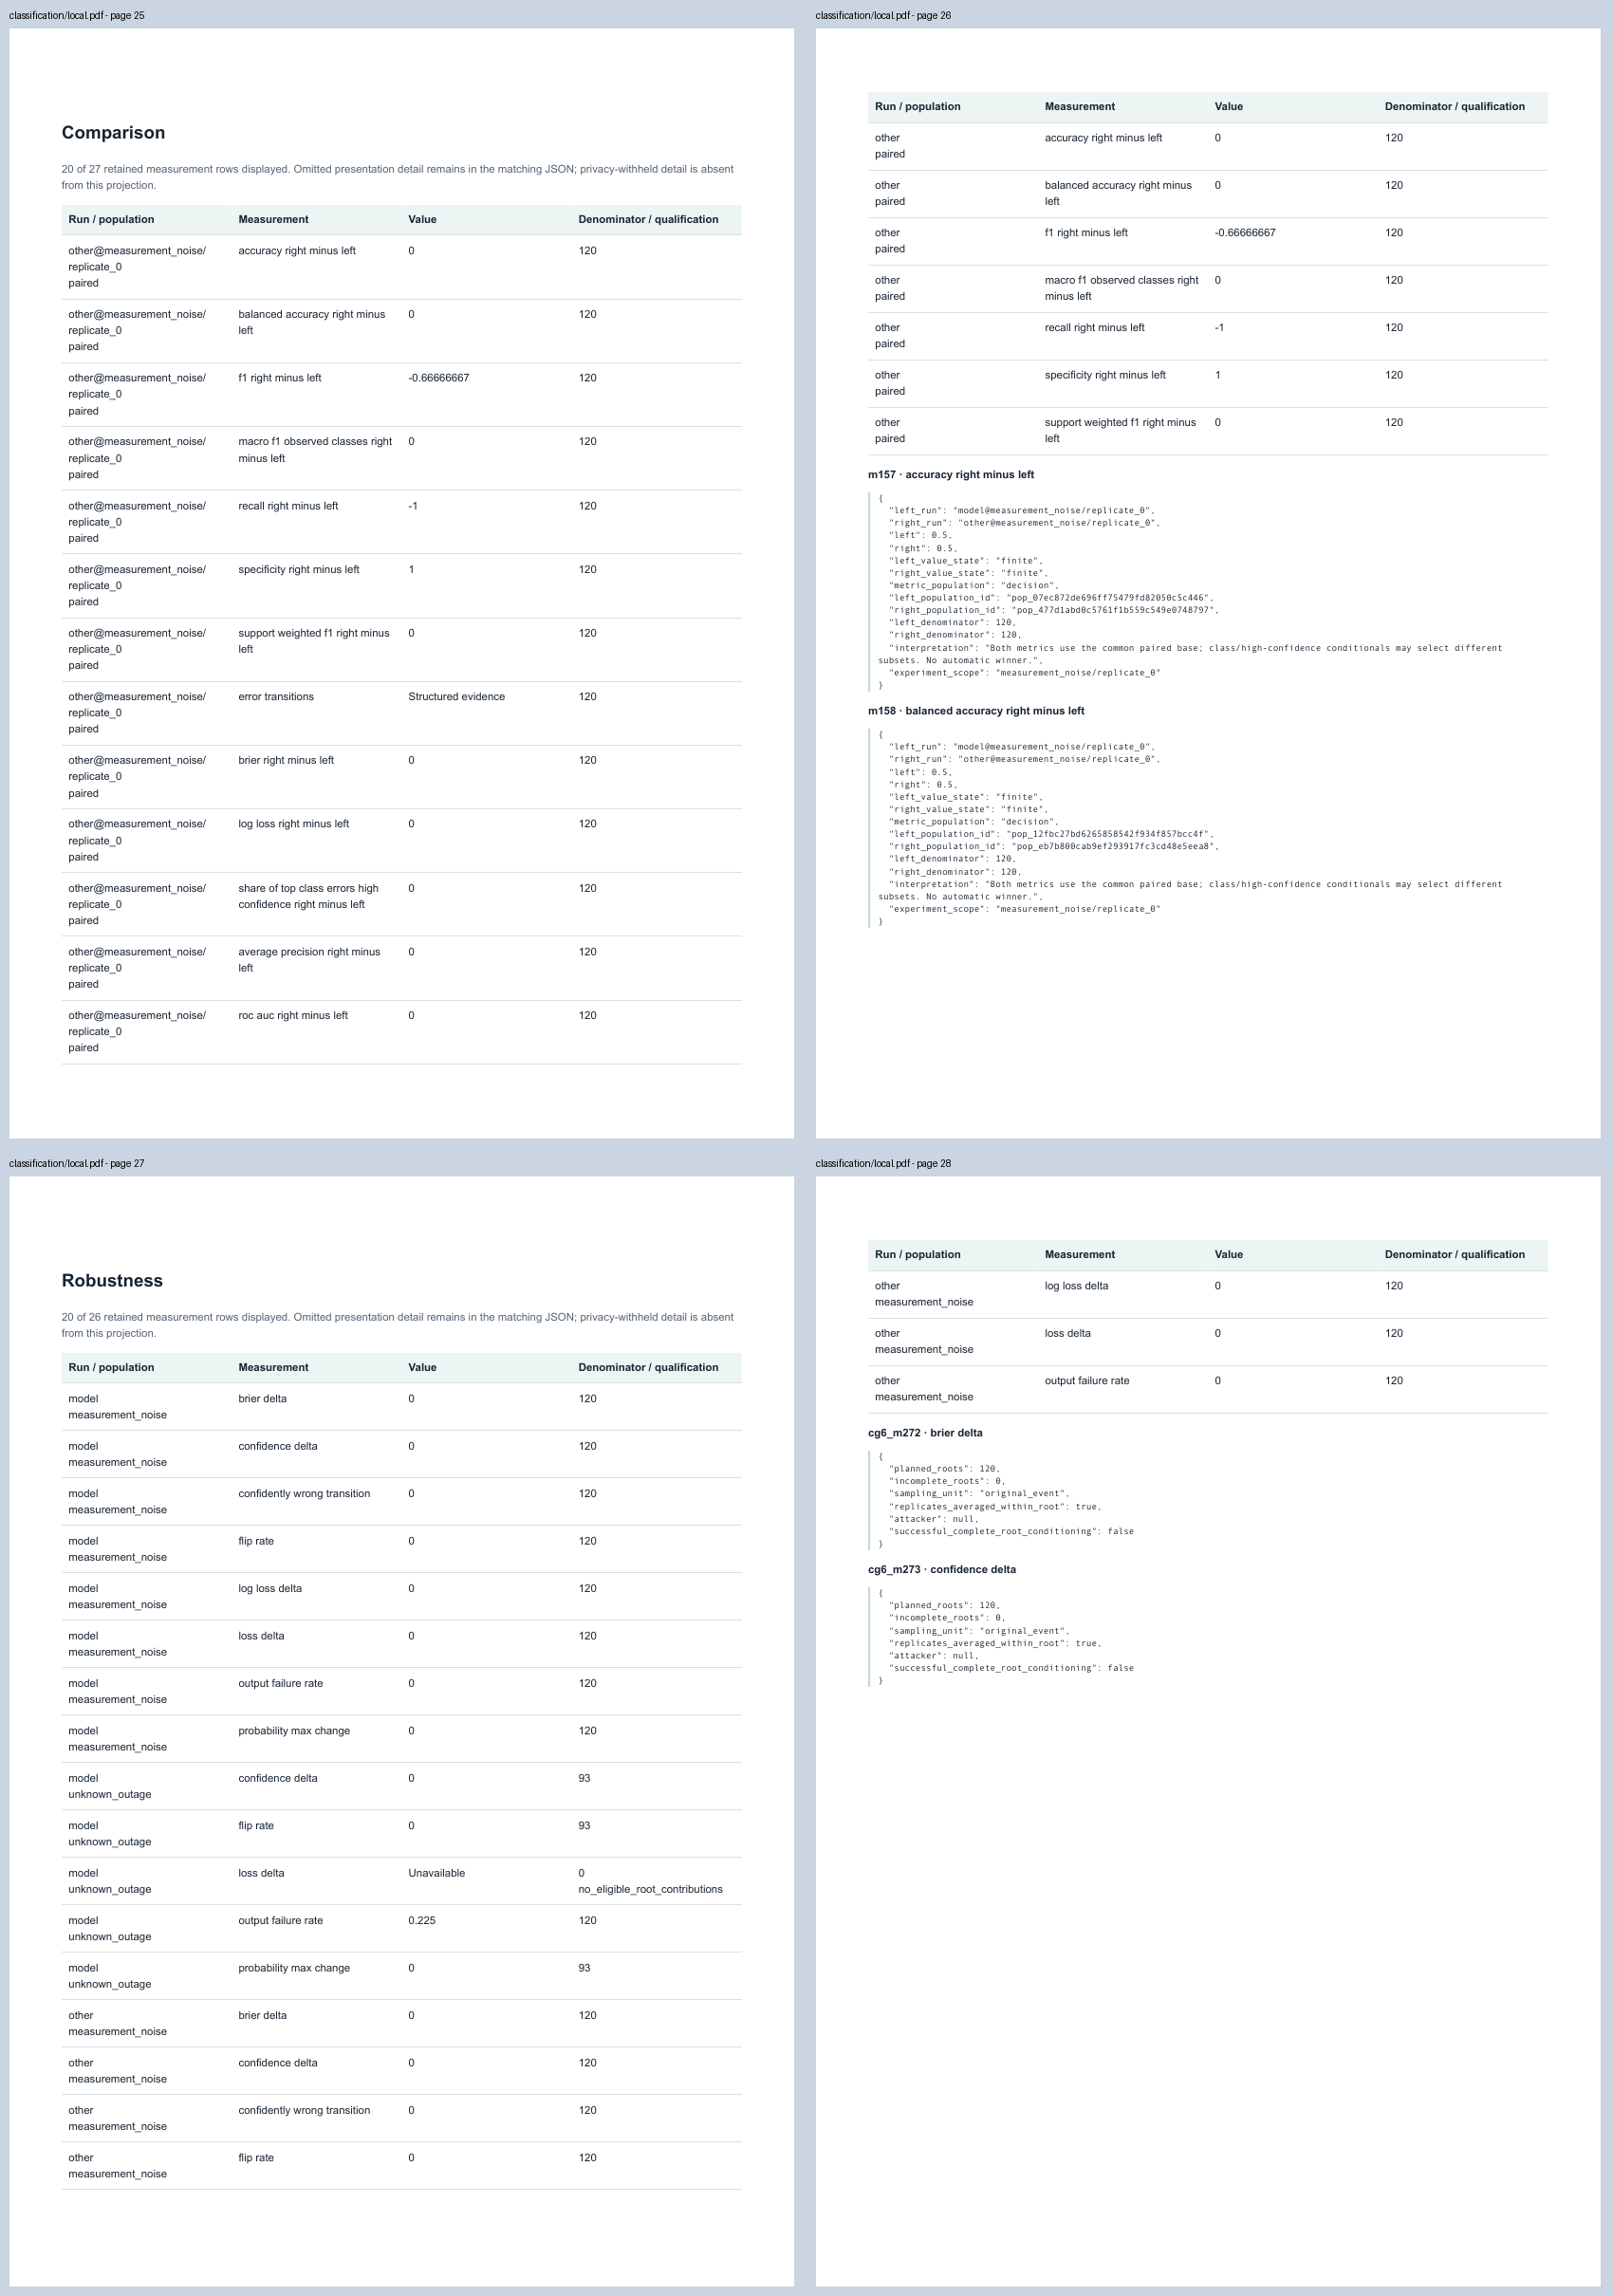 classification/local.pdf - page 25
Comparison
20 of 27 retained measurement rows displayed. Omitted presentation detail remains in the matching JSON; privacy-withheld detail is absent
from this projection.
Run / population Measurement Value Denominator / qualification
other@measurement_noise/ accuracy right minus left 0 120
replicate_0
paired
other@measurement_noise/ balanced accuracy right minus 0 120
replicate_0 left
paired
other@measurement_noise/ f1 right minus left -0.66666667 120
replicate_0
paired
other@measurement_noise/ macro f1 observed classes right 0 120
replicate_0 minus left
paired
other@measurement_noise/ recall right minus left -1 120
replicate_0
paired
other@measurement_noise/ specificity right minus left 1 120
replicate_0
paired
other@measurement_noise/ support weighted f1 right minus 0 120
replicate_0 left
paired
other@measurement_noise/ error transitions Structured evidence 120
replicate_0
paired
other@measurement_noise/ brier right minus left 0 120
replicate_0
paired
other@measurement_noise/ log loss right minus left 0 120
replicate_0
paired
other@measurement_noise/ share of top class errors high 0 120
replicate_0 confidence right minus left
paired
other@measurement_noise/ average precision right minus 0 120
replicate_0 left
paired
other@measurement_noise/ roc auc right minus left 0 120
replicate_0
paired
classification/local.pdf - page 26
Run / population Measurement Value Denominator / qualification
other accuracy right minus left 0 120
paired
other balanced accuracy right minus 0 120
paired left
other f1 right minus left -0.66666667 120
paired
other macro f1 observed classes right 0 120
paired minus left
other recall right minus left -1 120
paired
other specificity right minus left 1 120
paired
other support weighted f1 right minus 0 120
paired left
m157 · accuracy right minus left
{
"left_run": "model@measurement_noise/replicate_0",
"right_run": "other@measurement_noise/replicate_0",
"left": 0.5,
"right": 0.5,
"left_value_state": "finite",
"right_value_state": "finite",
"metric_population": "decision",
"left_population_id": "pop_07ec872de696ff75479fd82050c5c446",
"right_population_id": "pop_477d1abd0c5761f1b559c549e0748797",
"left_denominator": 120,
"right_denominator": 120,
"interpretation": "Both metrics use the common paired base; class/high-confidence conditionals may select different
subsets. No automatic winner.",
"experiment_scope": "measurement_noise/replicate_0"
}
m158 · balanced accuracy right minus left
{
"left_run": "model@measurement_noise/replicate_0",
"right_run": "other@measurement_noise/replicate_0",
"left": 0.5,
"right": 0.5,
"left_value_state": "finite",
"right_value_state": "finite",
"metric_population": "decision",
"left_population_id": "pop_12fbc27bd6265858542f934f857bcc4f",
"right_population_id": "pop_eb7b800cab9ef293917fc3cd48e5eea8",
"left_denominator": 120,
"right_denominator": 120,
"interpretation": "Both metrics use the common paired base; class/high-confidence conditionals may select different
subsets. No automatic winner.",
"experiment_scope": "measurement_noise/replicate_0"
}
classification/local.pdf - page 27
Robustness
20 of 26 retained measurement rows displayed. Omitted presentation detail remains in the matching JSON; privacy-withheld detail is absent
from this projection.
Run / population Measurement Value Denominator / qualification
model brier delta 0 120
measurement_noise
model confidence delta 0 120
measurement_noise
model confidently wrong transition 0 120
measurement_noise
model flip rate 0 120
measurement_noise
model log loss delta 0 120
measurement_noise
model loss delta 0 120
measurement_noise
model output failure rate 0 120
measurement_noise
model probability max change 0 120
measurement_noise
model confidence delta 0 93
unknown_outage
model flip rate 0 93
unknown_outage
model loss delta Unavailable 0
unknown_outage no_eligible_root_contributions
model output failure rate 0.225 120
unknown_outage
model probability max change 0 93
unknown_outage
other brier delta 0 120
measurement_noise
other confidence delta 0 120
measurement_noise
other confidently wrong transition 0 120
measurement_noise
other flip rate 0 120
measurement_noise
classification/local.pdf - page 28
Run / population Measurement Value Denominator / qualification
other log loss delta 0 120
measurement_noise
other loss delta 0 120
measurement_noise
other output failure rate 0 120
measurement_noise
cg6_m272 · brier delta
{
"planned_roots": 120,
"incomplete_roots": 0,
"sampling_unit": "original_event",
"replicates_averaged_within_root": true,
"attacker": null,
"successful_complete_root_conditioning": false
}
cg6_m273 · confidence delta
{
"planned_roots": 120,
"incomplete_roots": 0,
"sampling_unit": "original_event",
"replicates_averaged_within_root": true,
"attacker": null,
"successful_complete_root_conditioning": false
}